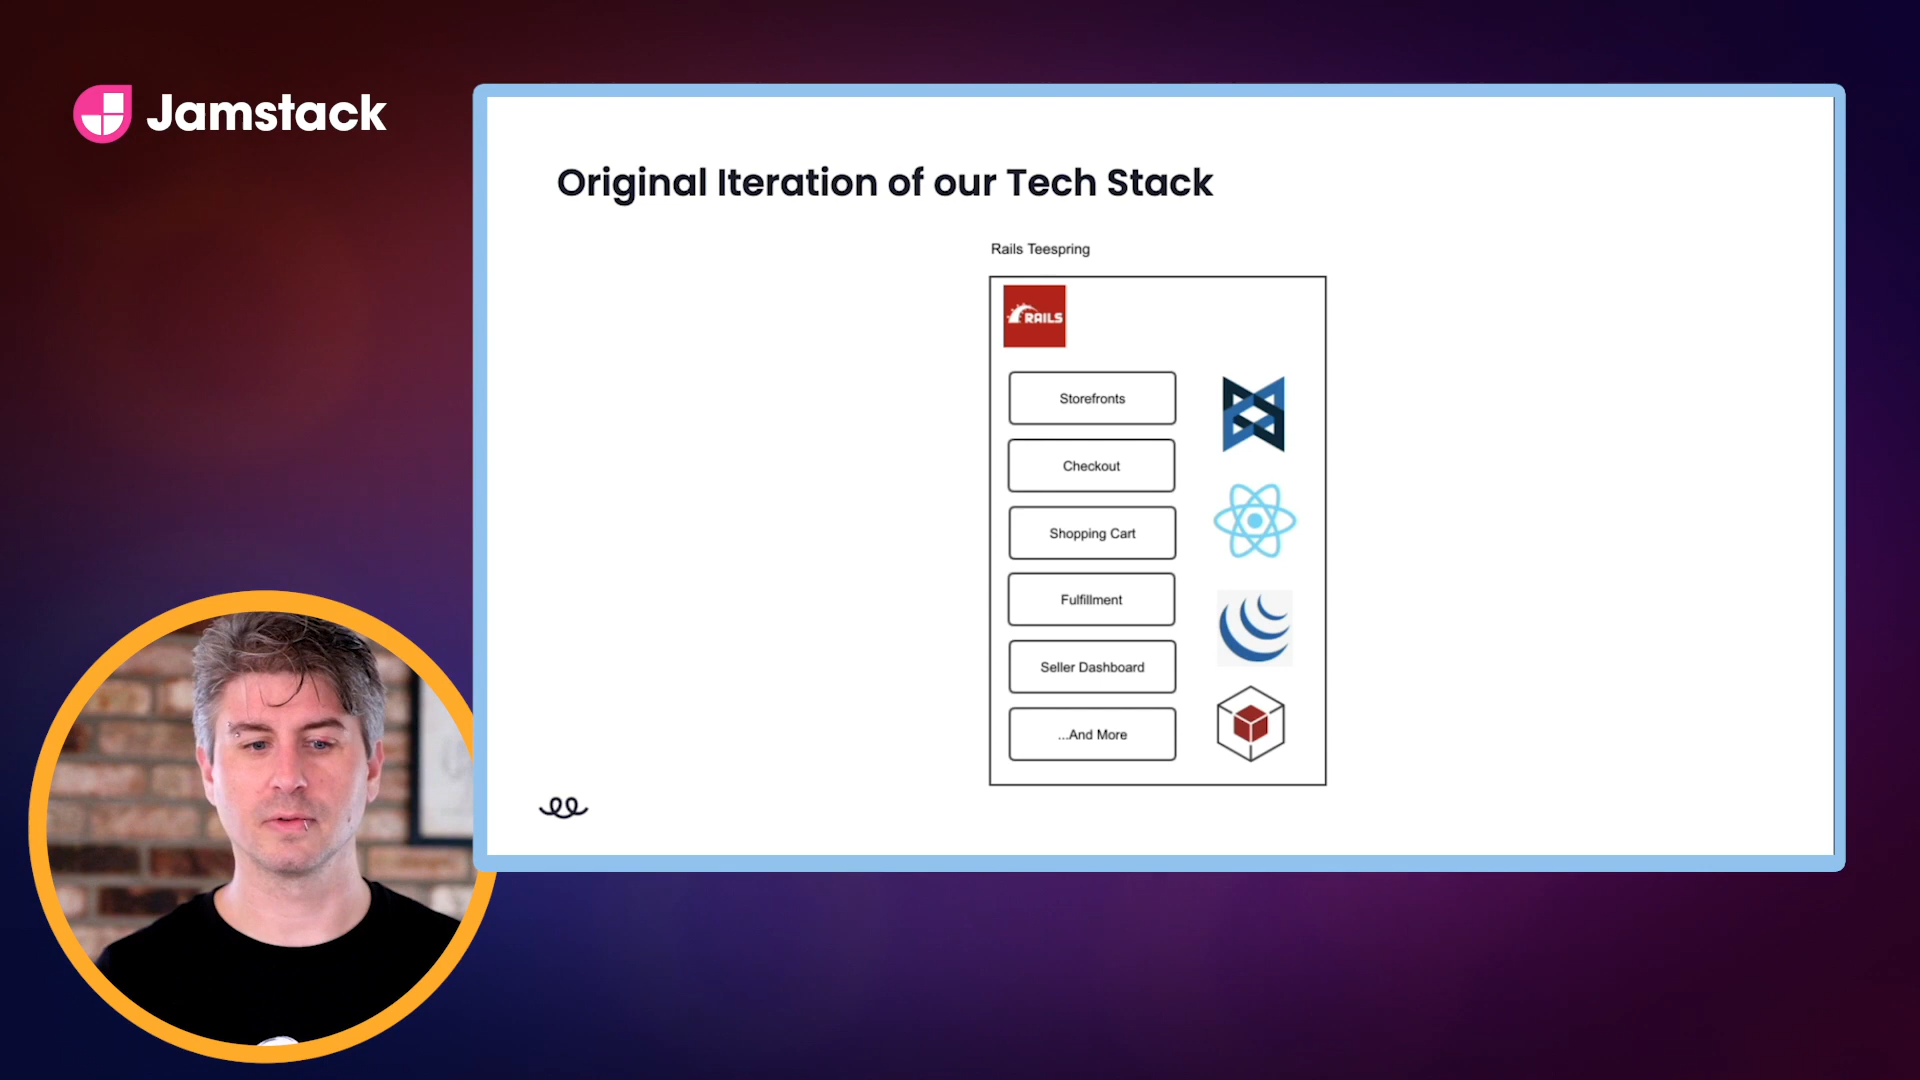 Jamstack
Original Iteration of our Tech Stack
Rails Teespring
RAILS
Storefronts
Checkout
Shopping Cart
Fulfillment
Seller Dashboard
...And More